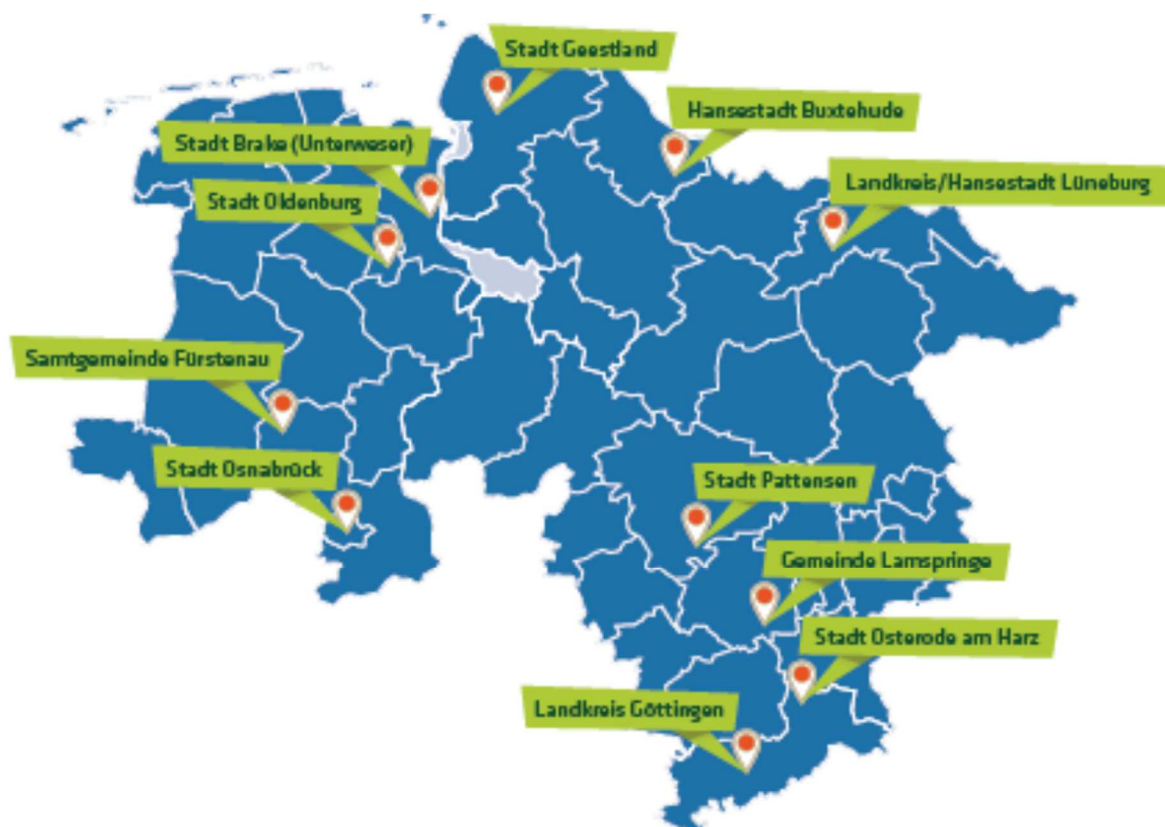 Stadt Geestland
Hansestadt Buxtehude
Stadt Brake (Unterweser)
Landkreis/Hansestadt Lüneburg
Stadt Oldenburg
Samtgemeinde Fürstenau
Stadt Osnabrück
Stadt Pattensen
Gemeinde Lamspringe
Stadt Osterode am Harz
Landkreis Göttingen